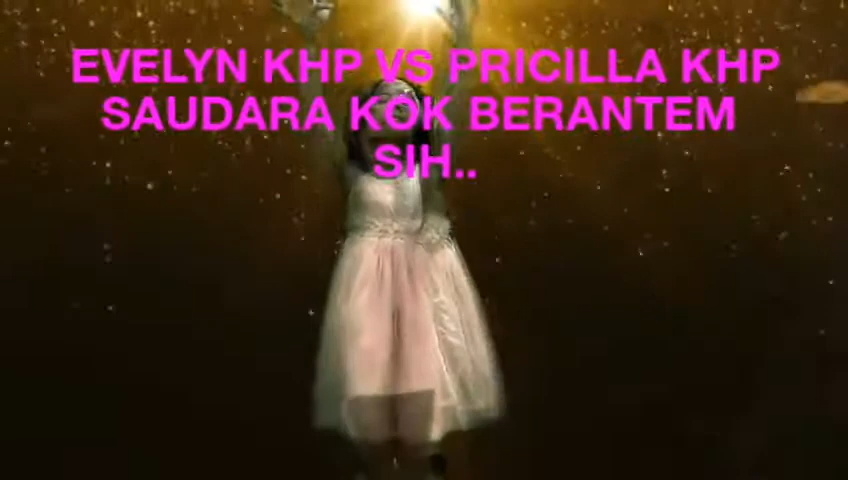 EVELYN KHP VS PRICILLA KHP
SAUDARA KOK BERANTEM
SIH..